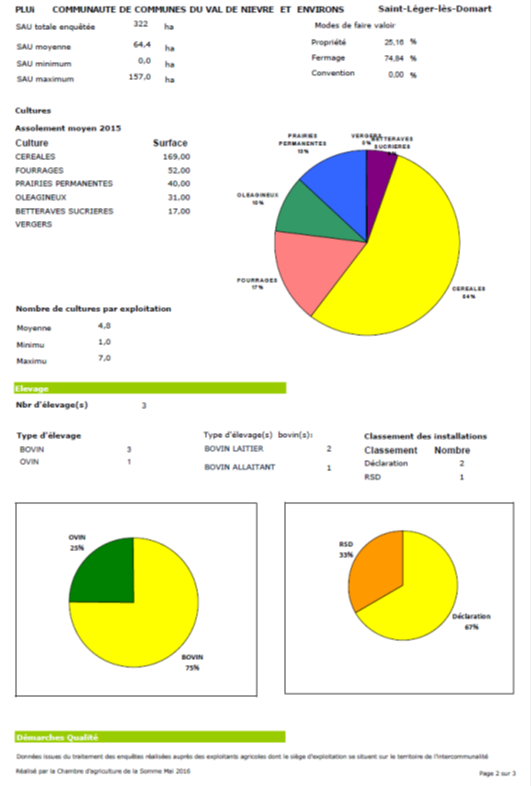 PLUi COMMUNAUTE DE COMMUNES DU VAL DE NIEVRE ET ENVIRONS Saint-Léger-lès-Domart
SAU totale enquêtée 322 ha
SAU moyenne 64,4 ha
SAU minimum 0,0 ha
SAU maximum 157,0 ha
Modes de faire valoir
Propriété 25,16 %
Fermage 74,84 %
Convention 0,00 %
Cultures
Assolement moyen 2015
Culture Surface
CEREALES 169,00
FOURRAGES 52,00
PRAIRIES PERMANENTES 40,00
OLEAGINEUX 31,00
BETTERAVES SUCRIERES 17,00
VERGERS
PRAIRIES
PERMANENTES
13%
VERGERS
0%
BETTERAVES
SUCRIERES
OLEAGINEUX
10%
FOURRAGES
17%
CEREALES
54%
Nombre de cultures par exploitation
Moyenne 4,8
Minimu 1,0
Maximu 7,0
Elevage
Nbr d'élevage(s) 3
Type d'élevage
BOVIN 3
OVIN 1
Type d'élevage(s) bovin(s):
BOVIN LAITIER 2
BOVIN ALLAITANT 1
Classement des installations
Classement Nombre
Déclaration 2
RSD 1
OVIN
25%
BOVIN
75%
RSD
33%
Déclaration
67%
Démarches Qualité
Données issues du traitement des enquêtes réalisées auprès des exploitants agricoles dont le siège d'exploitation se situent sur le territoire de l'intercommunalité
Réalisé par la Chambre d'agriculture de la Somme Mai 2016
Page 2 sur 3